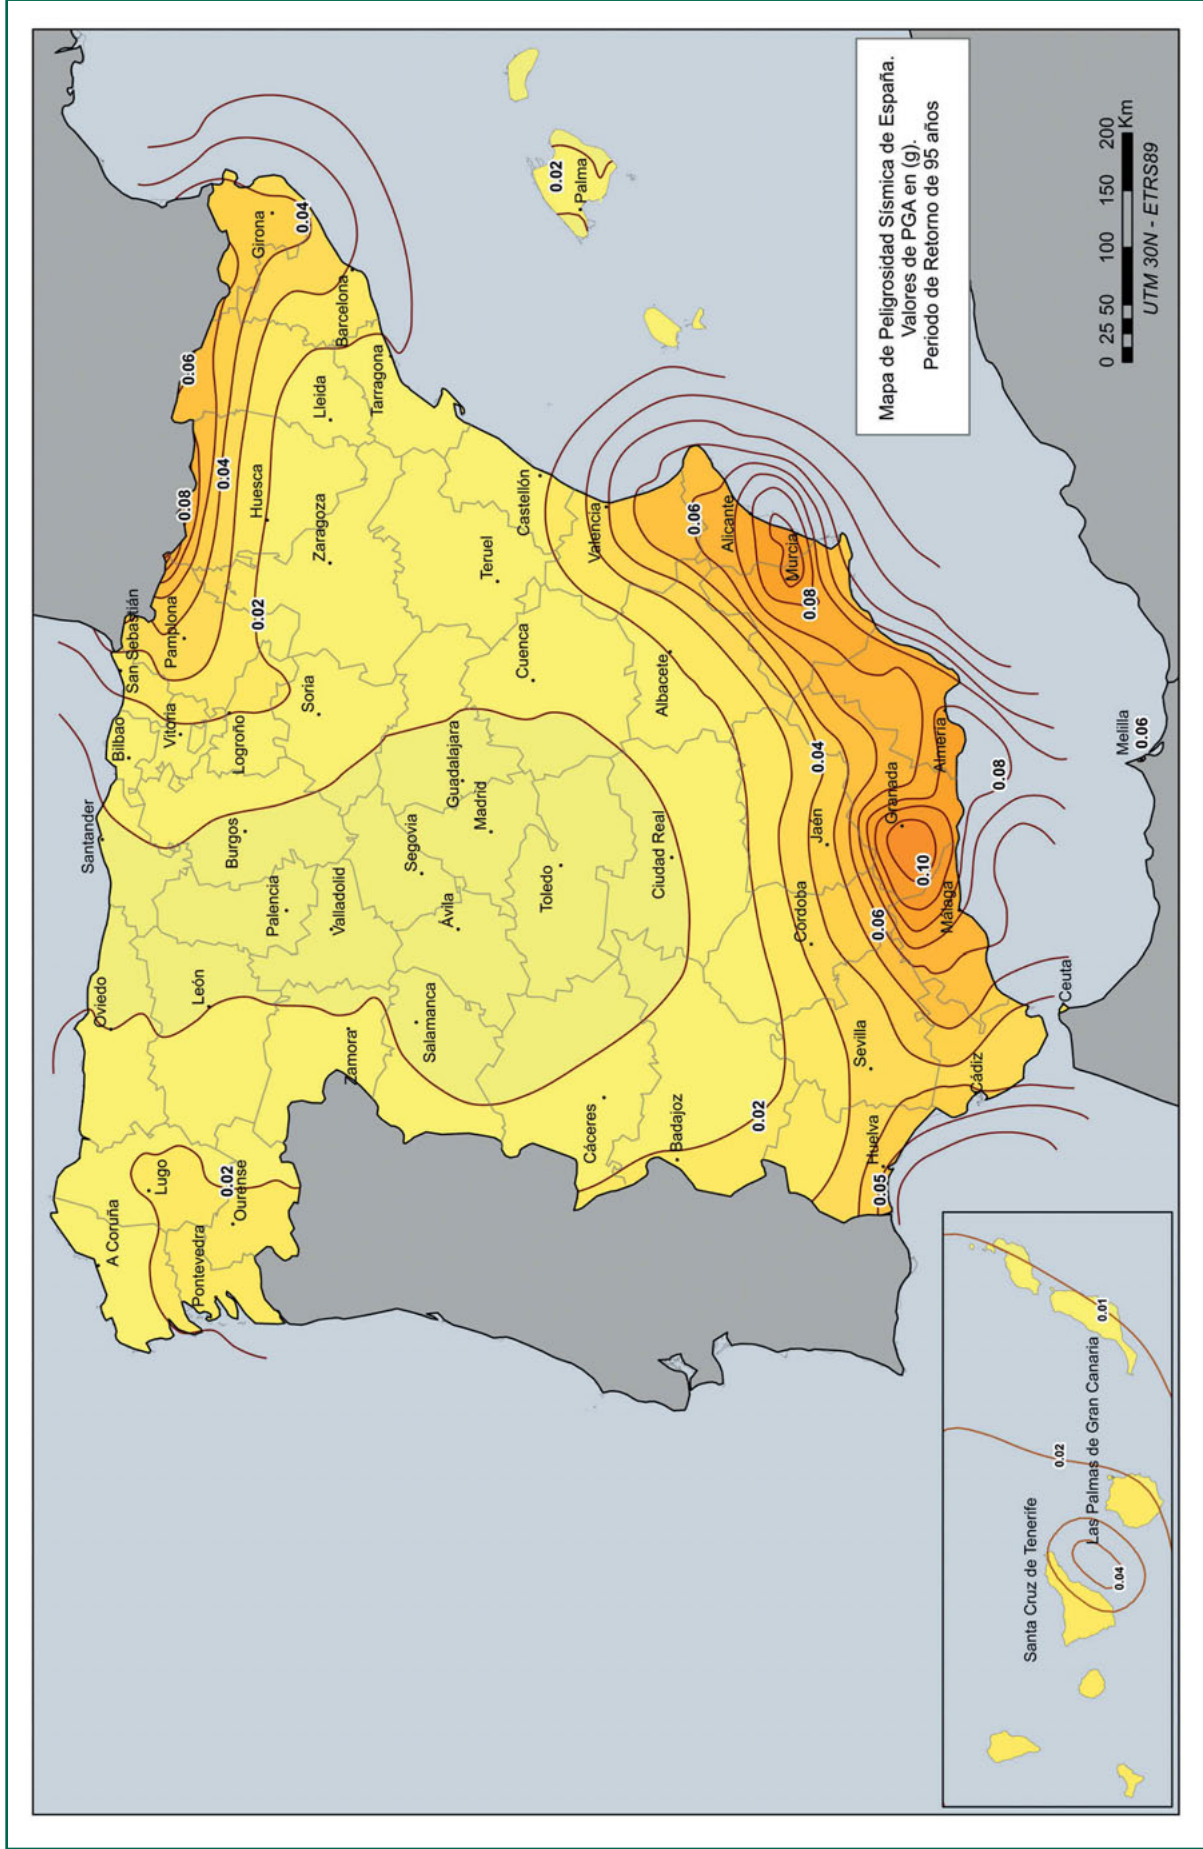 A Coruña
Lugo
0.02
Ourense
Pontevedra
Oviedo
León
Zamora
Santander
Burgos
Palencia
Valladolid
Salamanca
Ávila
Segovia
Guadalajara
Madrid
Toledo
Ciudad Real
Bilbao
San Sebastián
Vitoria
Pamplona
Logroño
Soria
0.02
0.08
0.04
0.06
Huesca
Zaragoza
Lleida
Girona
0.04
Barcelona
Tarragona
Teruel
Castellón
Cuenca
Valencia
Albacete
0.02
Palma
Cáceres
Badajoz
0.02
Huelva
0.05
Sevilla
Cádiz
Córdoba
0.06
Jaén
0.04
Granada
0.10
Málaga
Almería
0.08
Murcia
0.08
Alicante
0.06
Ceuta
Melilla
0.06
Mapa de Peligrosidad Sísmica de España.
Valores de PGA en (g).
Periodo de Retorno de 95 años
0 25 50 100 150 200
Km
UTM 30N - ETRS89
Santa Cruz de Tenerife
Las Palmas de Gran Canaria
0.04
0.02
0.01